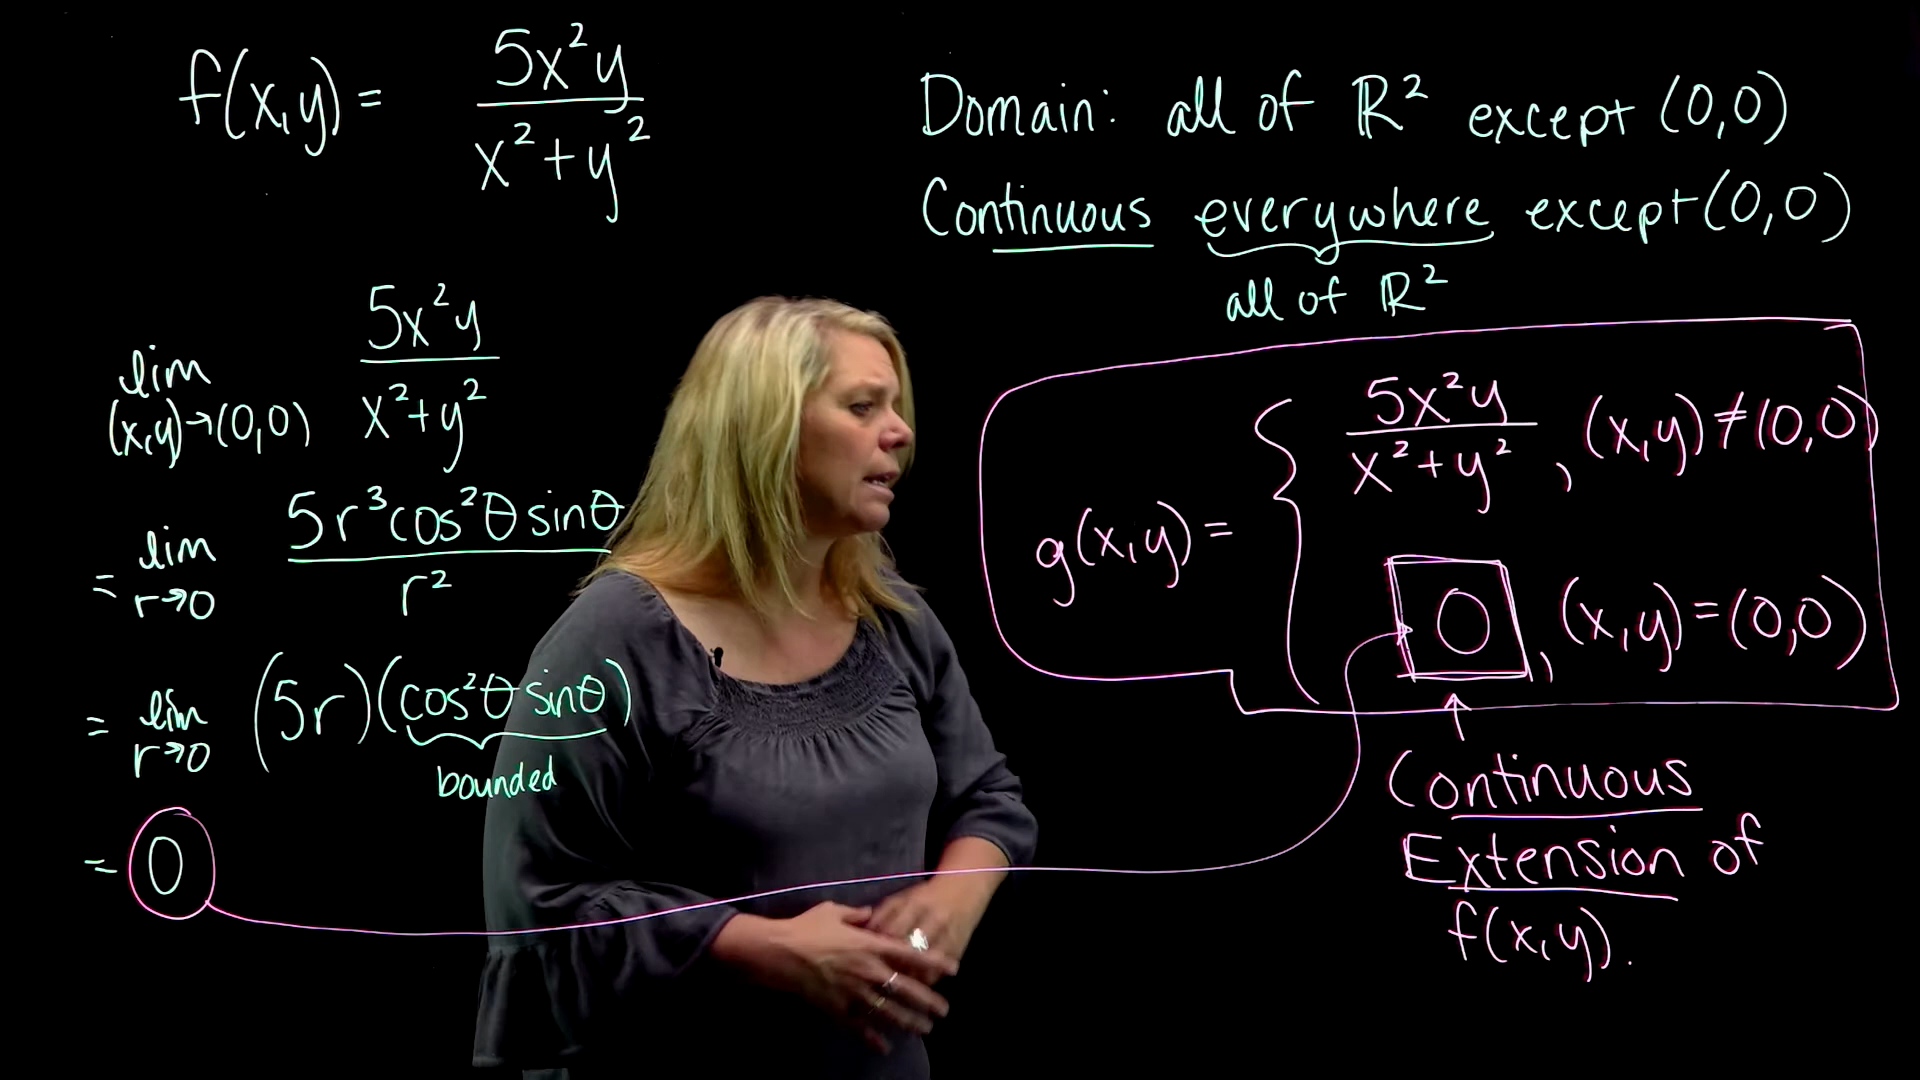 f(x,y) = 5x²y / x²+y²
lim (x,y)→(0,0) 5x²y / x²+y²
= lim r→0 5r³cos²θ sinθ / r²
= lim r→0 (5r)(cos²θ sinθ)
bounded
= 0
Domain: all of ℝ² except (0,0)
Continuous everywhere except (0,0)
all of ℝ²
g(x,y) = { 5x²y / x²+y² , (x,y) ≠ (0,0)
0 , (x,y) = (0,0)
Continuous
Extension of
f(x,y).